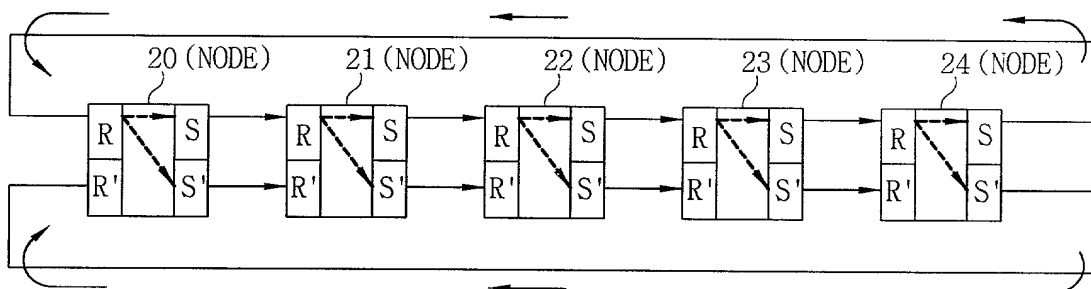 20 (NODE) 21 (NODE) 22 (NODE) 23 (NODE) 24 (NODE)
R S R S R S R S R S
R' S' R' S' R' S' R' S' R' S'